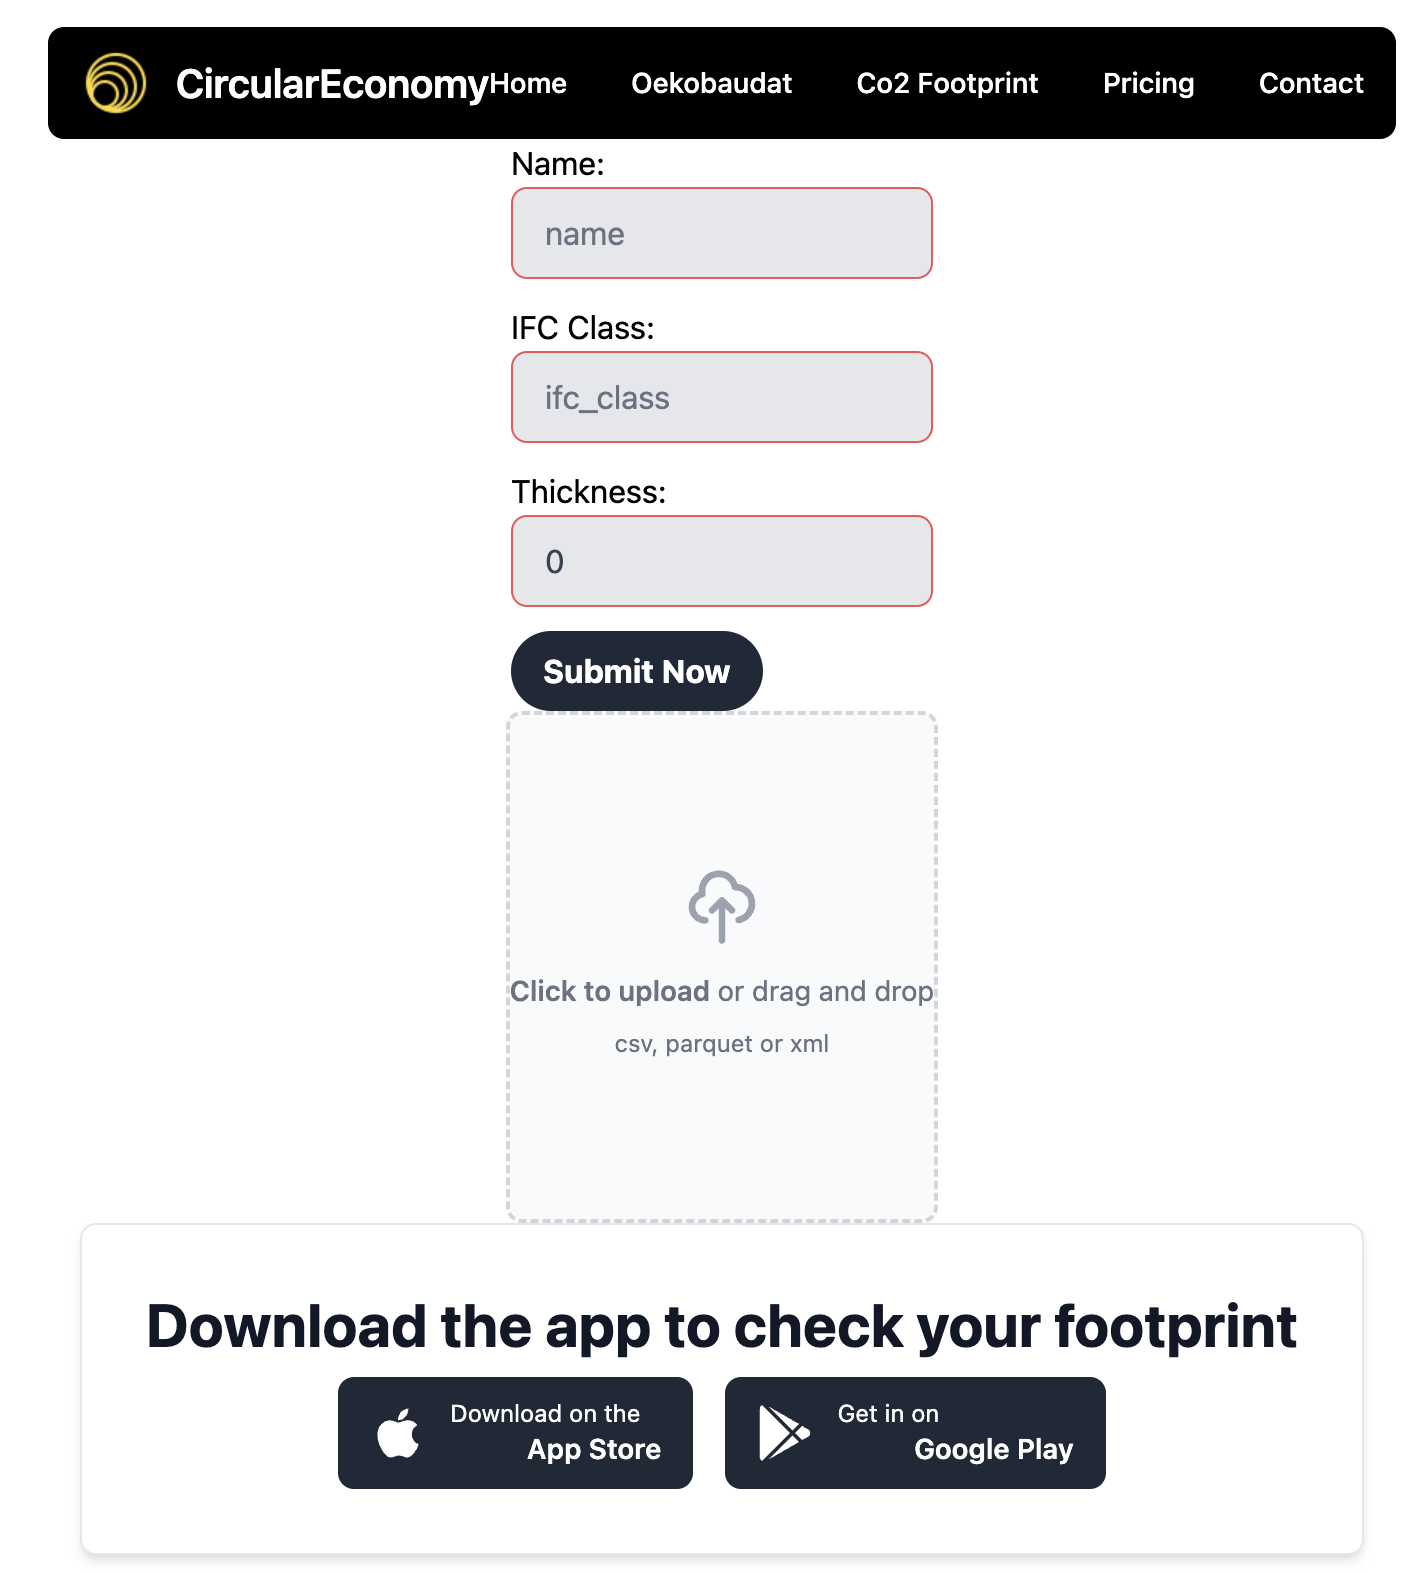 CircularEconomy Home Oekobaudat Co2 Footprint Pricing Contact
Name:
name
IFC Class:
ifc_class
Thickness:
0
Submit Now
Click to upload or drag and drop
csv, parquet or xml
Download the app to check your footprint
Download on the
App Store
Get in on
Google Play